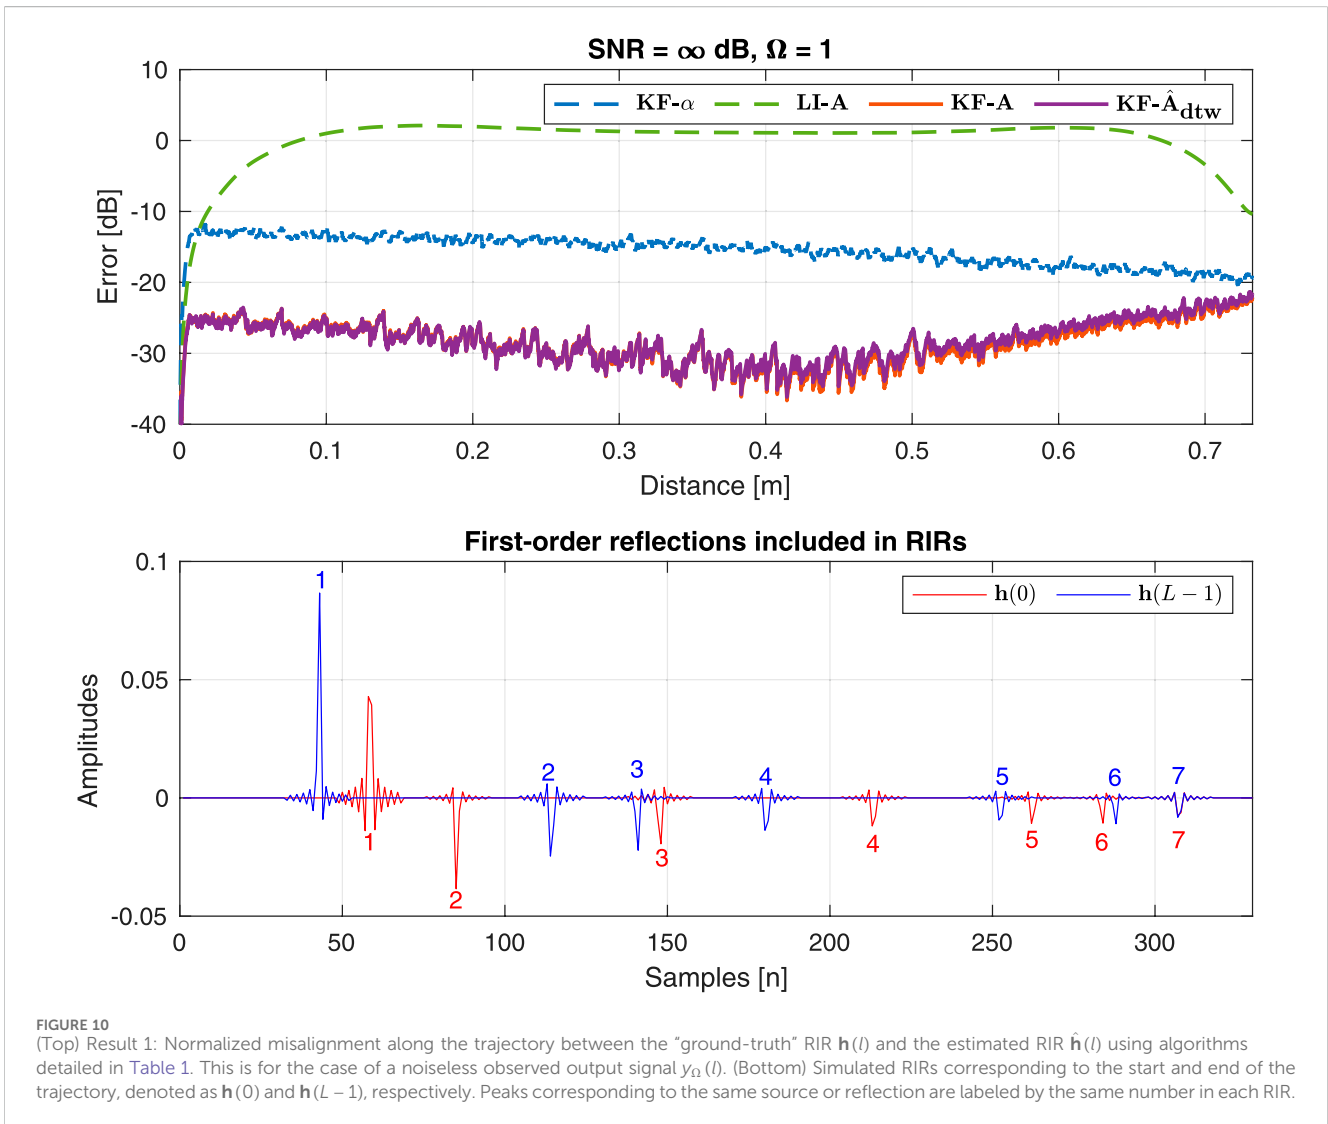 SNR = ∞ dB, Ω = 1
KF-α LI-A KF-A KF-Â_dtw
Error [dB]
10
0
-10
-20
-30
-40
0 0.1 0.2 0.3 0.4 0.5 0.6 0.7
Distance [m]
First-order reflections included in RIRs
h(0) h(L − 1)
Amplitudes
0.1
0.05
0
-0.05
1 2 3 4 5 6 7
1 2 3 4 5 6 7
0 50 100 150 200 250 300
Samples [n]
FIGURE 10
(Top) Result 1: Normalized misalignment along the trajectory between the "ground-truth" RIR h(l) and the estimated RIR ĥ(l) using algorithms
detailed in Table 1. This is for the case of a noiseless observed output signal y_Ω(l). (Bottom) Simulated RIRs corresponding to the start and end of the
trajectory, denoted as h(0) and h(L – 1), respectively. Peaks corresponding to the same source or reflection are labeled by the same number in each RIR.